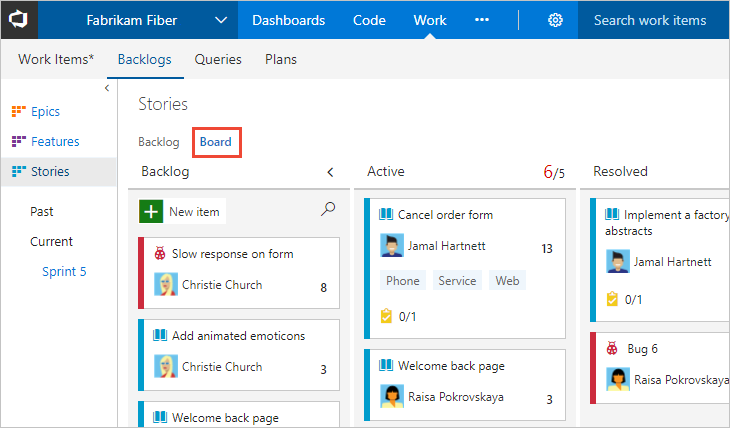 Fabrikam Fiber Dashboards Code Work ••• Search work items
Work Items* Backlogs Queries Plans
Epics
Features
Stories
Past
Current
Sprint 5
Stories
Backlog Board
Backlog
New item
Slow response on form
Christie Church 8
Add animated emoticons
Christie Church 3
Welcome back page
Active 6/5
Cancel order form
Jamal Hartnett 13
Phone Service Web
0/1
Welcome back page
Raisa Pokrovskaya 3
Resolved
Implement a factory
abstracts
Jamal Hartnett
0/1
Bug 6
Raisa Pokrovskaya